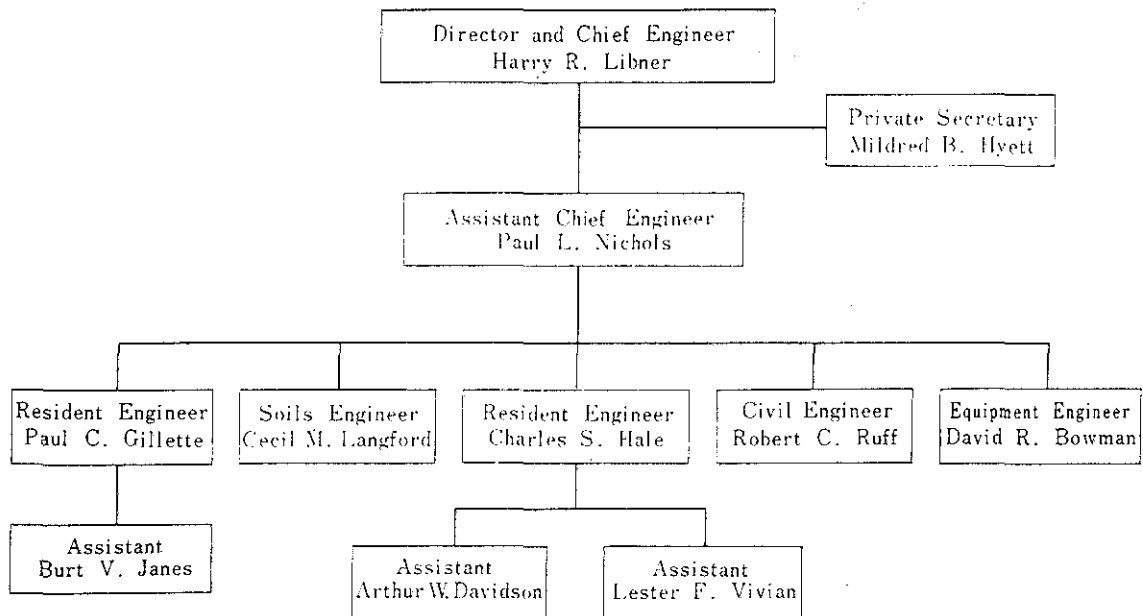 Director and Chief Engineer
Harry R. Libner
Private Secretary
Mildred B. Hyett
Assistant Chief Engineer
Paul L. Nichols
Resident Engineer
Paul C. Gillette
Soils Engineer
Cecil M. Langford
Resident Engineer
Charles S. Hale
Civil Engineer
Robert C. Ruff
Equipment Engineer
David R. Bowman
Assistant
Burt V. Janes
Assistant
Arthur W. Davidson
Assistant
Lester F. Vivian